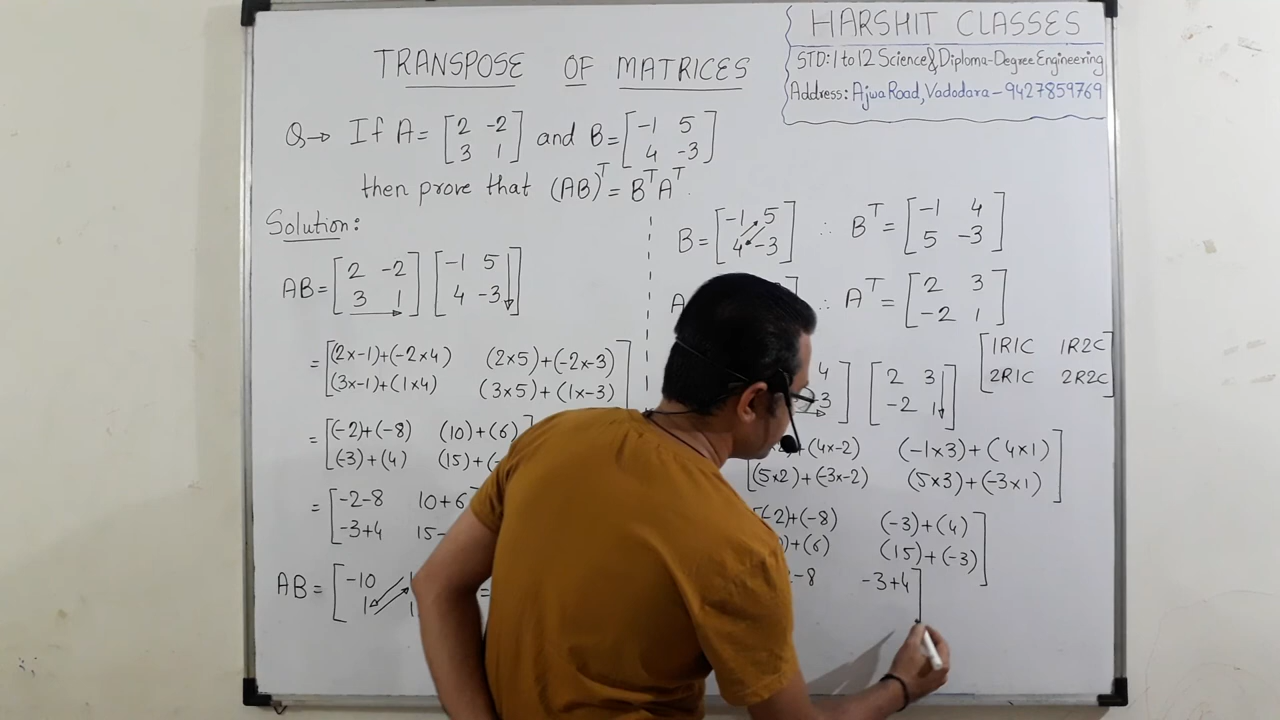 HARSHIT CLASSES
STD: 1 to 12 Science & Diploma-Degree Engineering
Address: Ajwa Road, Vadodara - 9427859769
TRANSPOSE OF MATRICES
Q→ If A = [2 -2 and B = [-1 5
3 1] 4 -3]
then prove that (AB)^T = B^T A^T.
Solution:
AB = [2 -2 [-1 5
3 1] 4 -3]
= [(2×-1)+(-2×4) (2×5)+(-2×-3)
(3×-1)+(1×4) (3×5)+(1×-3)]
= [(-2)+(-8) (10)+(6)
(-3)+(4) (15)+(-
= [-2-8 10+6
-3+4 15-
AB = [-10
1
=
B = [-1 5 ∴ B^T = [-1 4
4 -3] 5 -3]
A ∴ A^T = [2 3
-2 1]
[1R1C 1R2C
2R1C 2R2C]
4 [2 3
3] -2 1]
+(4×-2) (-1×3)+(4×1)
[(5×2)+(-3×-2) (5×3)+(-3×1)]
2)+(-8) (-3)+(4)
)+(6) (15)+(-3)]
-8 -3+4]